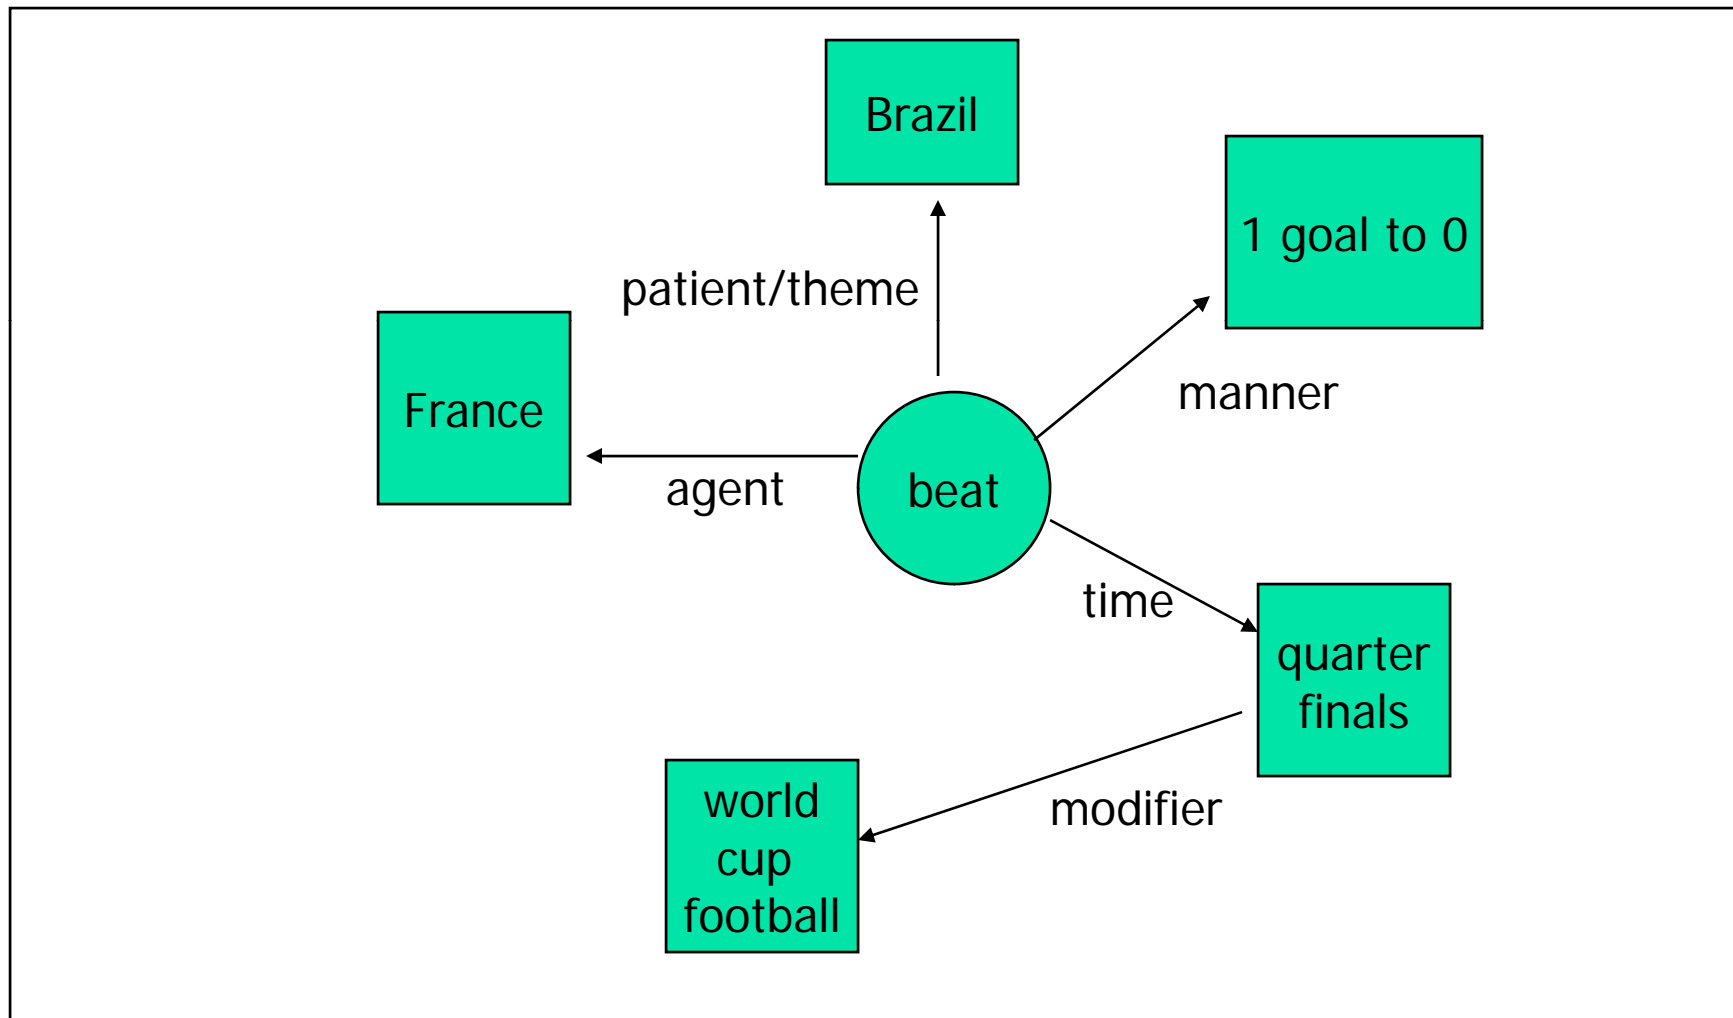 Brazil
1 goal to 0
patient/theme
France
manner
agent
beat
time
quarter
finals
modifier
world
cup
football